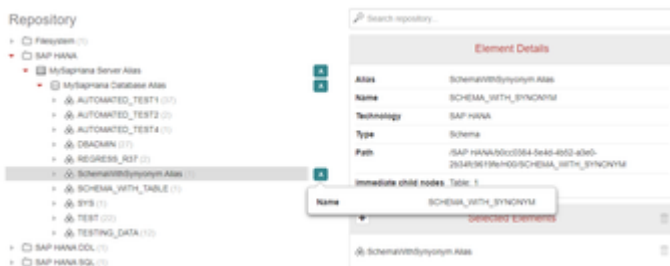 Repository
Filesystem (1)
SAP HANA
MySapHana Server Alias
MySapHana Database Alias
AUTOMATED_TEST1 (37)
AUTOMATED_TEST2 (2)
AUTOMATED_TEST4 (1)
DBADMIN (27)
REGRESS_R37 (2)
SchemaWithSynyonym Alias (1)
SCHEMA_WITH_TABLE (1)
SYS (1)
TEST (22)
TESTING_DATA (12)
SAP HANA DDL (1)
SAP HANA SQL (1)
A
A
A
Search repository...
Element Details
Alias SchemaWithSynyonym Alias
Name SCHEMA_WITH_SYNONYM
Technology SAP HANA
Type Schema
Path
Immediate child nodes Table: 1
Name SCHEMA_WITH_SYNONYM
Selected Elements
SchemaWithSynyonym Alias